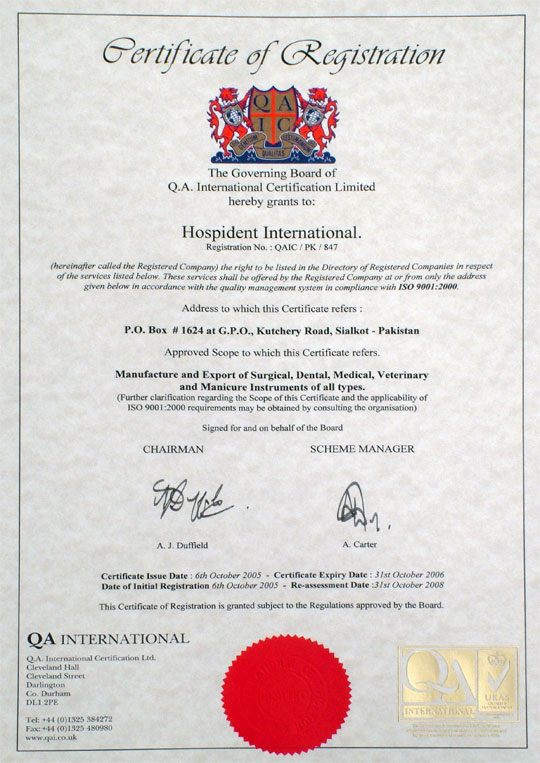 Certificate of Registration
QA
IC
QUALITAS
The Governing Board of
Q.A. International Certification Limited
hereby grants to:
Hospident International.
Registration No. : QAIC / PK / 847
(hereinafter called the Registered Company) the right to be listed in the Directory of Registered Companies in respect
of the services listed below. These services shall be offered by the Registered Company at or from only the address
given below in accordance with the quality management system in compliance with ISO 9001:2000.
Address to which this Certificate refers :
P.O. Box # 1624 at G.P.O., Kutchery Road, Sialkot - Pakistan
Approved Scope to which this Certificate refers.
Manufacture and Export of Surgical, Dental, Medical, Veterinary
and Manicure Instruments of all types.
(Further clarification regarding the Scope of this Certificate and the applicability of
ISO 9001:2000 requirements may be obtained by consulting the organisation)
Signed for and on behalf of the Board
CHAIRMAN SCHEME MANAGER
A. J. Duffield A. Carter
Certificate Issue Date : 6th October 2005 - Certificate Expiry Date : 31st October 2006
Date of Initial Registration 6th October 2005 - Re-assessment Date :31st October 2008
This Certificate of Registration is granted subject to the Regulations approved by the Board.
QA INTERNATIONAL
Q.A. International Certification Ltd.
Cleveland Hall
Cleveland Street
Darlington
Co. Durham
DL1 2PE
Tel: +44 (0)1325 384272
Fax:+44 (0)1325 480980
www.qai.co.uk
QA
INTERNATIONAL
UKAS
QUALITY
MANAGEMENT